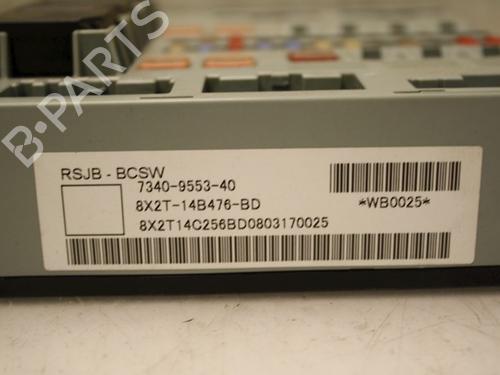 B-PARTS
RSJB - BCSW
7340-9553-40
8X2T-14B476-BD
8X2T14C256BD0803170025
*WB0025*